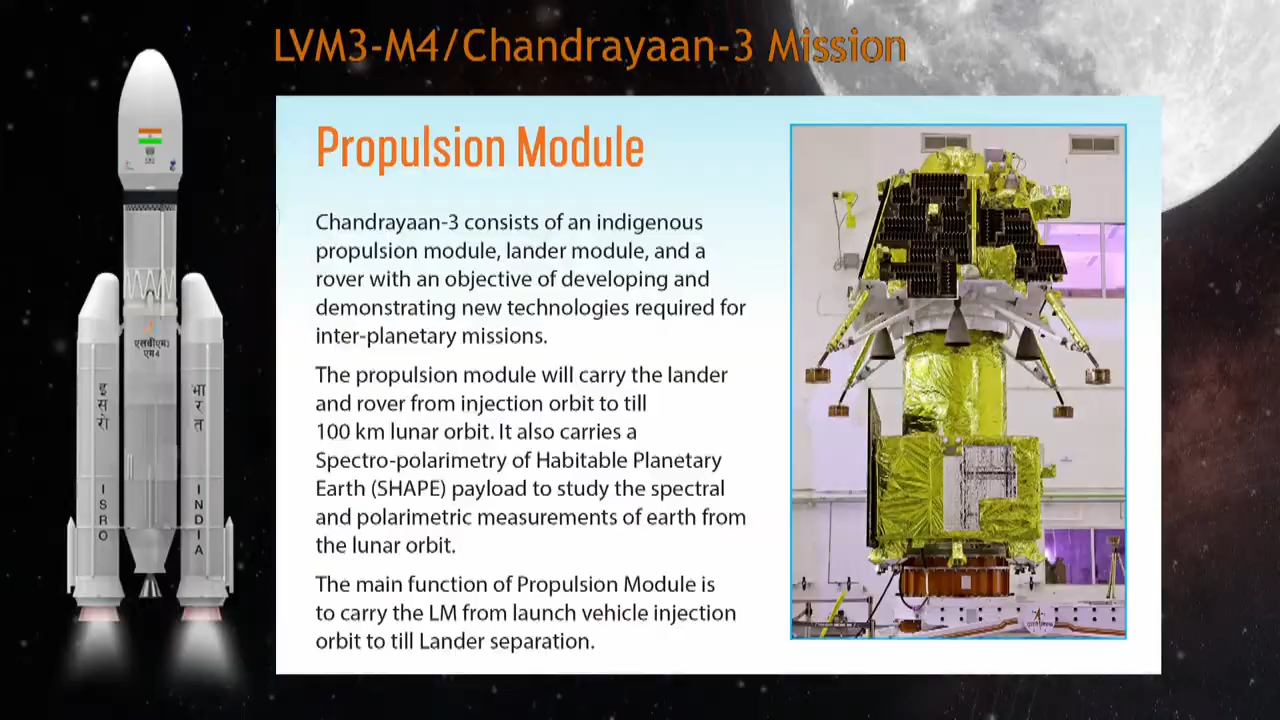 LVM3-M4/Chandrayaan-3 Mission
Propulsion Module
Chandrayaan-3 consists of an indigenous
propulsion module, lander module, and a
rover with an objective of developing and
demonstrating new technologies required for
inter-planetary missions.
The propulsion module will carry the lander
and rover from injection orbit to till
100 km lunar orbit. It also carries a
Spectro-polarimetry of Habitable Planetary
Earth (SHAPE) payload to study the spectral
and polarimetric measurements of earth from
the lunar orbit.
The main function of Propulsion Module is
to carry the LM from launch vehicle injection
orbit to till Lander separation.
एलवीएम3
एम4
इसरो
भारत
ISRO
INDIA